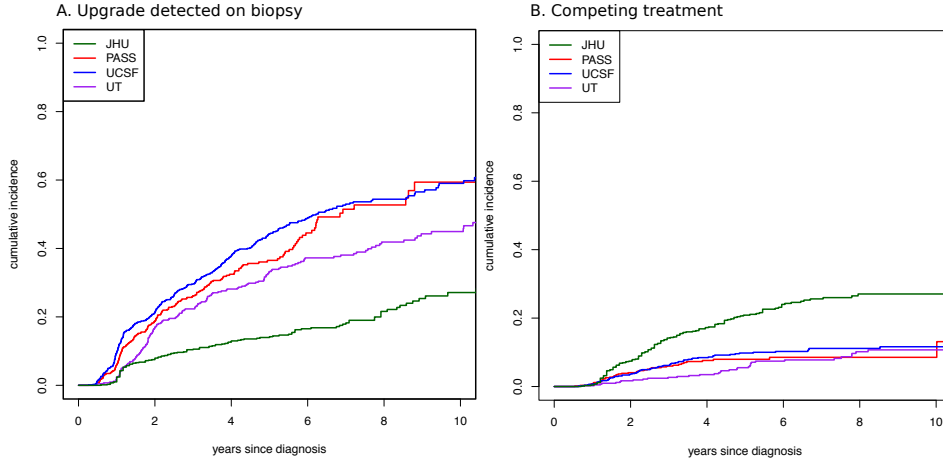 A. Upgrade detected on biopsy
JHU
PASS
UCSF
UT
cumulative incidence
0.0
0.2
0.4
0.6
0.8
1.0
0 2 4 6 8 10
years since diagnosis
B. Competing treatment
JHU
PASS
UCSF
UT
cumulative incidence
0.0
0.2
0.4
0.6
0.8
1.0
0 2 4 6 8 10
years since diagnosis